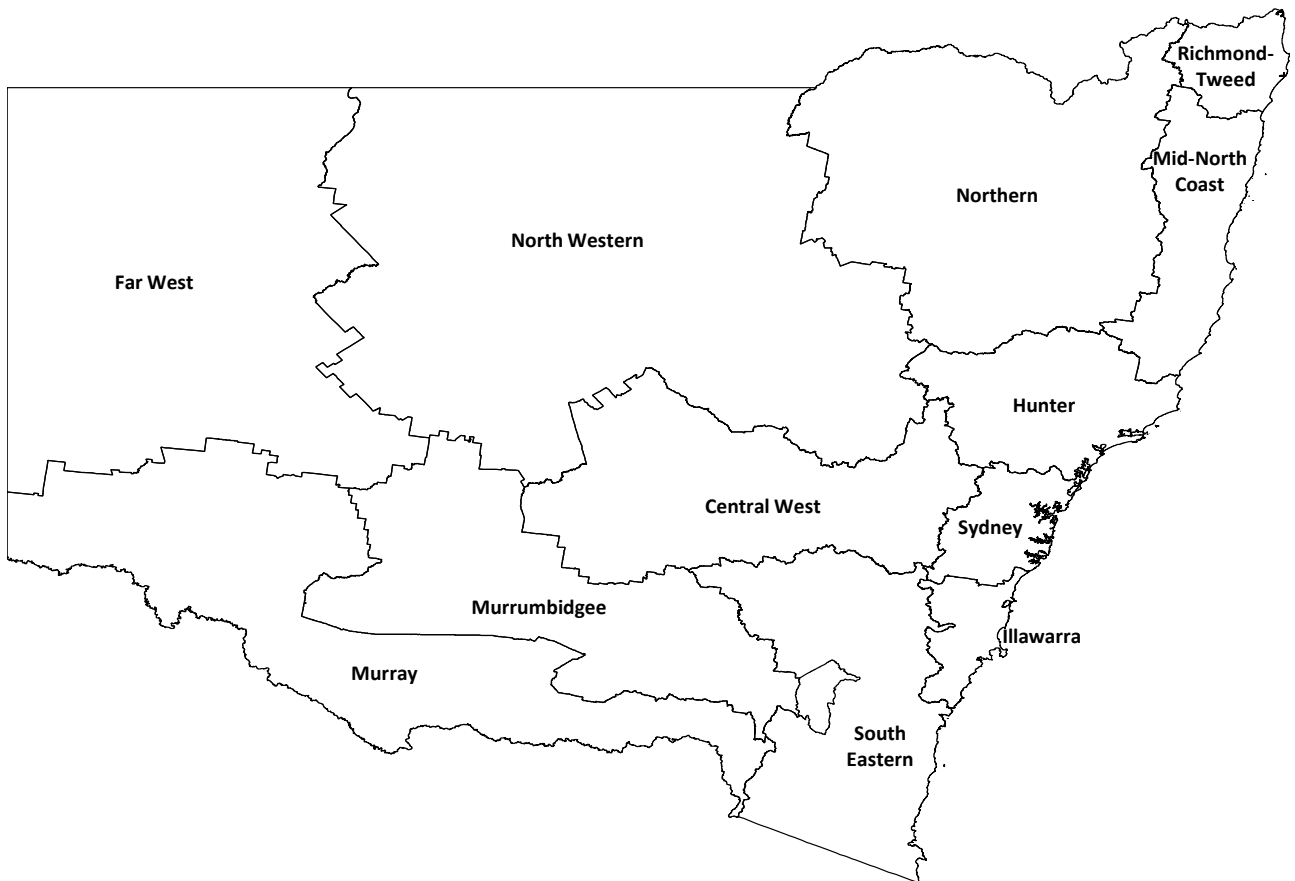 Richmond-
Tweed
Mid-North
Coast
Northern
North Western
Far West
Hunter
Central West
Sydney
Murrumbidgee
Illawarra
Murray
South
Eastern